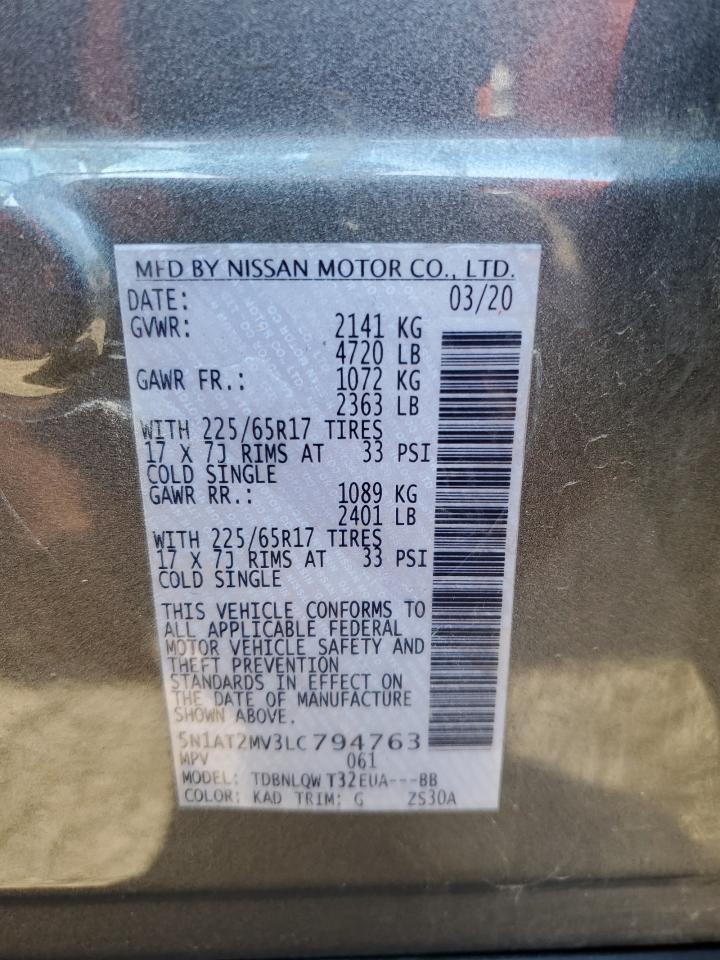 MFD BY NISSAN MOTOR CO., LTD.
DATE: 03/20
GVWR: 2141 KG
4720 LB
GAWR FR.: 1072 KG
2363 LB
WITH 225/65R17 TIRES
17 X 7J RIMS AT 33 PSI
COLD SINGLE
GAWR RR.: 1089 KG
2401 LB
WITH 225/65R17 TIRES
17 X 7J RIMS AT 33 PSI
COLD SINGLE
THIS VEHICLE CONFORMS TO
ALL APPLICABLE FEDERAL
MOTOR VEHICLE SAFETY AND
THEFT PREVENTION
STANDARDS IN EFFECT ON
THE DATE OF MANUFACTURE
SHOWN ABOVE.
5N1AT2MV3LC794763
MPV 061
MODEL: TDBNLQW T32EUA---BB
COLOR: KAD TRIM: G ZS30A